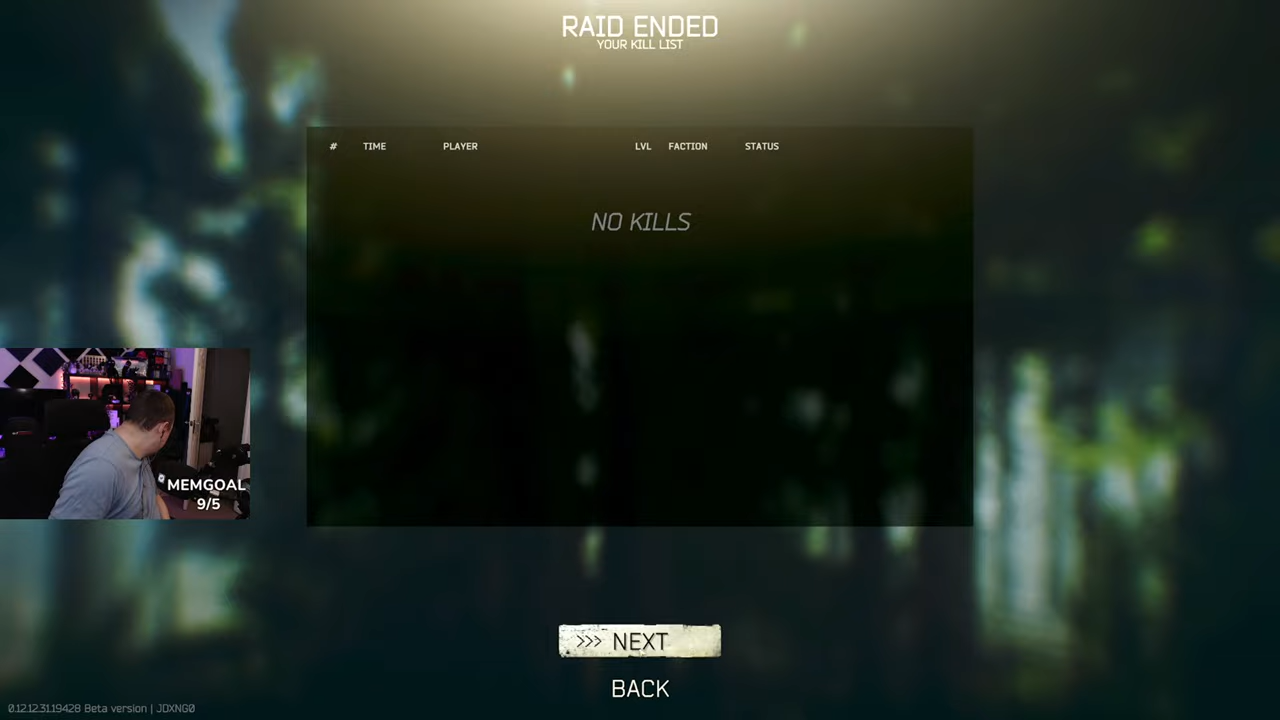 RAID ENDED
YOUR KILL LIST
# TIME PLAYER LVL FACTION STATUS
NO KILLS
MEMGOAL
9/5
>>> NEXT
BACK
0.12.12.31.19428 Beta version | JDXNG0